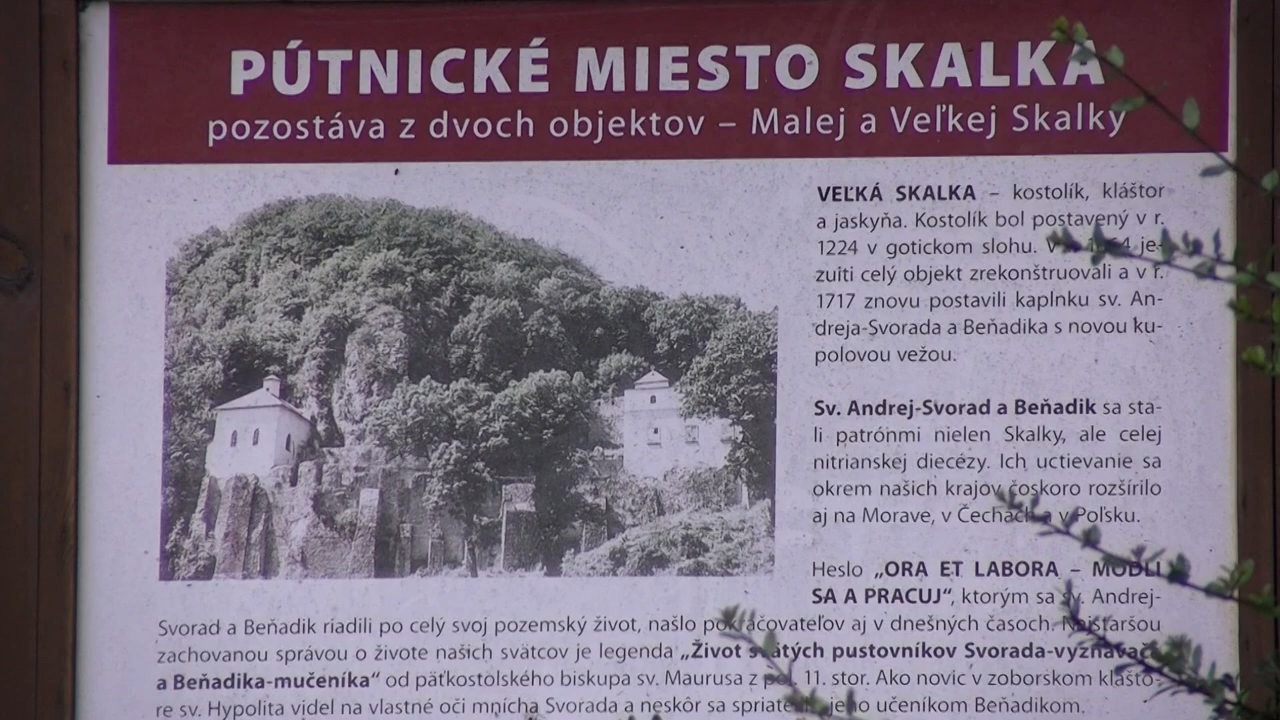 PÚTNICKÉ MIESTO SKALKA
pozostáva z dvoch objektov – Malej a Veľkej Skalky
VEĽKÁ SKALKA – kostolík, kláštor
a jaskyňa. Kostolík bol postavený v r.
1224 v gotickom slohu. V je-
zuiti celý objekt zrekonštruovali a v r.
1717 znovu postavili kaplnku sv. An-
dreja-Svorada a Beňadika s novou ku-
polovou vežou.
Sv. Andrej-Svorad a Beňadik sa sta-
li patrónmi nielen Skalky, ale celej
nitrianskej diecézy. Ich uctievanie sa
okrem našich krajov čoskoro rozšírilo
aj na Morave, v Čechách a v Poľsku.
Heslo „ORA ET LABORA – MODLI
SA A PRACUJ“, ktorým sa sv. Andrej-
Svorad a Beňadik riadili po celý svoj pozemský život, našlo pokračovateľov aj v dnešných časoch. Najstaršou
zachovanou správou o živote našich svätcov je legenda „Život svätých pustovníkov Svorada-vyznávača
a Beňadika-mučeníka“ od päťkostolského biskupa sv. Maurusa z pol. 11. stor. Ako novic v zoborskom klášto-
re sv. Hypolita videl na vlastné oči mnícha Svorada a neskôr sa spriatelil s jeho učeníkom Beňadikom.